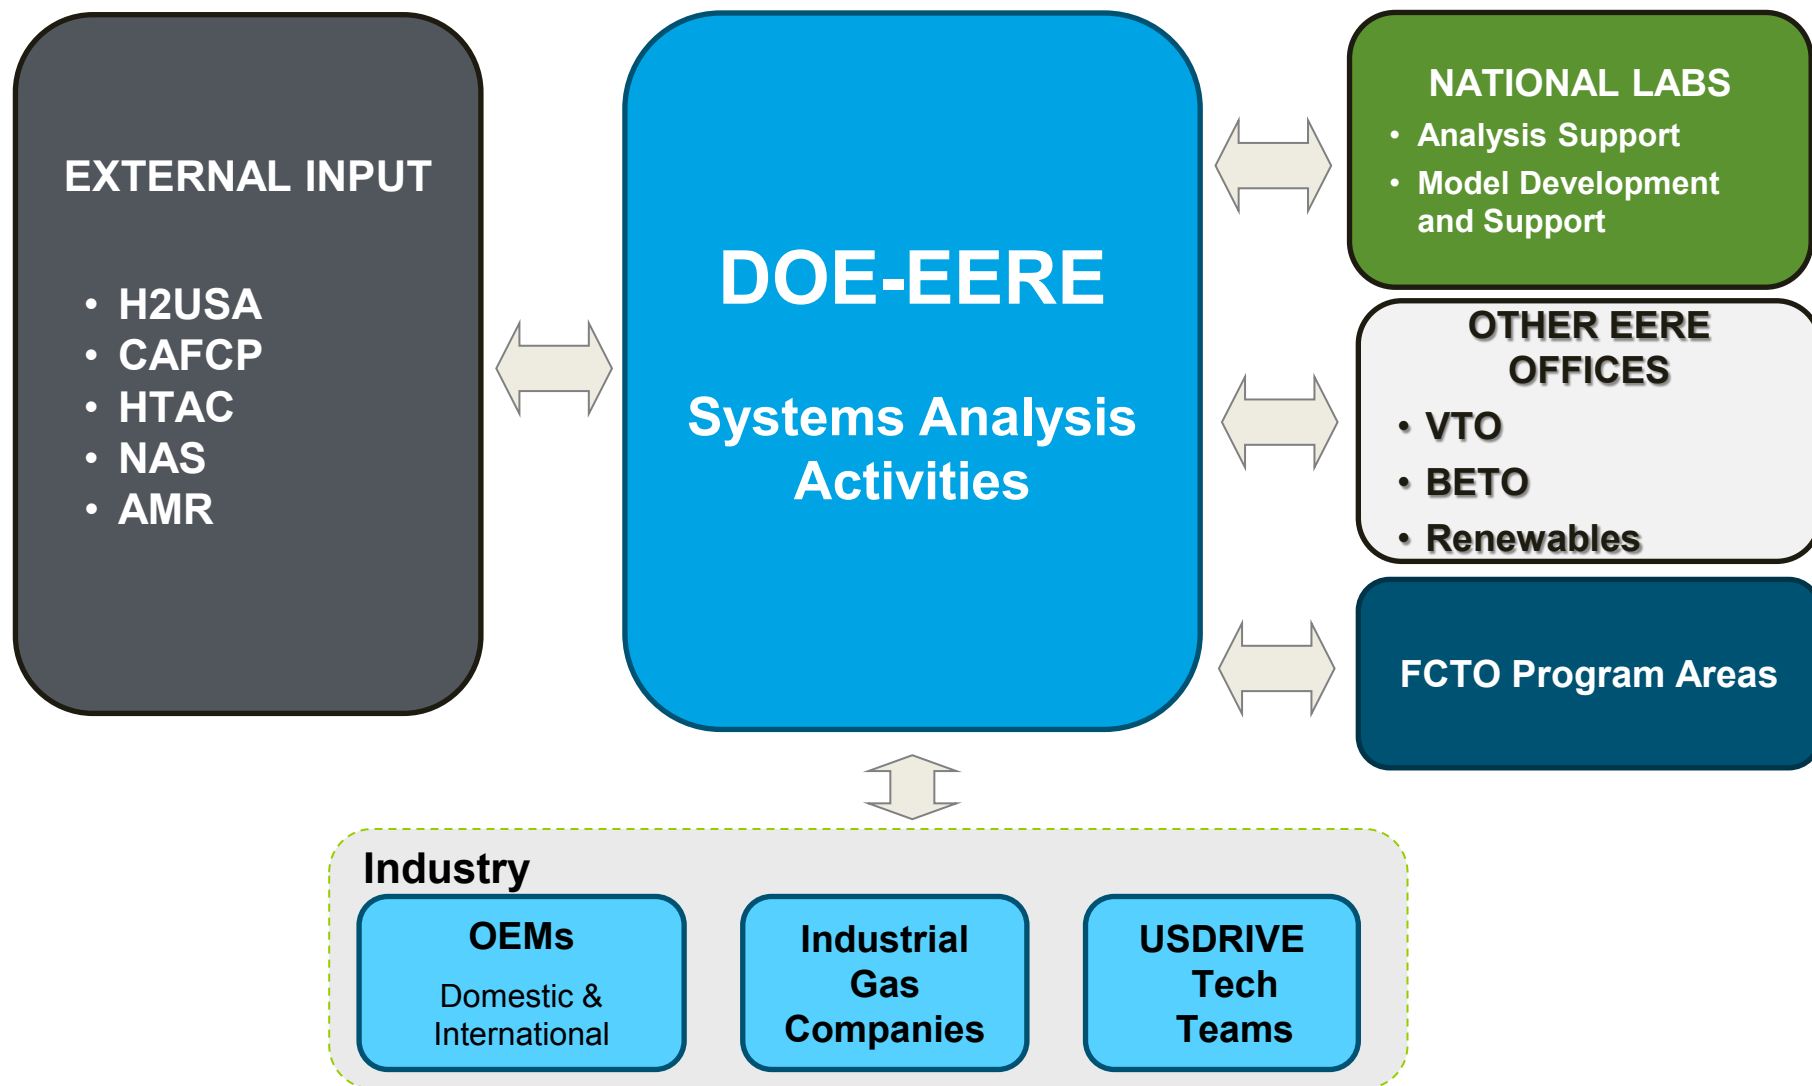 EXTERNAL INPUT
• H2USA
• CAFCP
• HTAC
• NAS
• AMR
DOE-EERE
Systems Analysis
Activities
NATIONAL LABS
• Analysis Support
• Model Development
and Support
OTHER EERE
OFFICES
• VTO
• BETO
• Renewables
FCTO Program Areas
Industry
OEMs
Domestic &
International
Industrial
Gas
Companies
USDRIVE
Tech
Teams